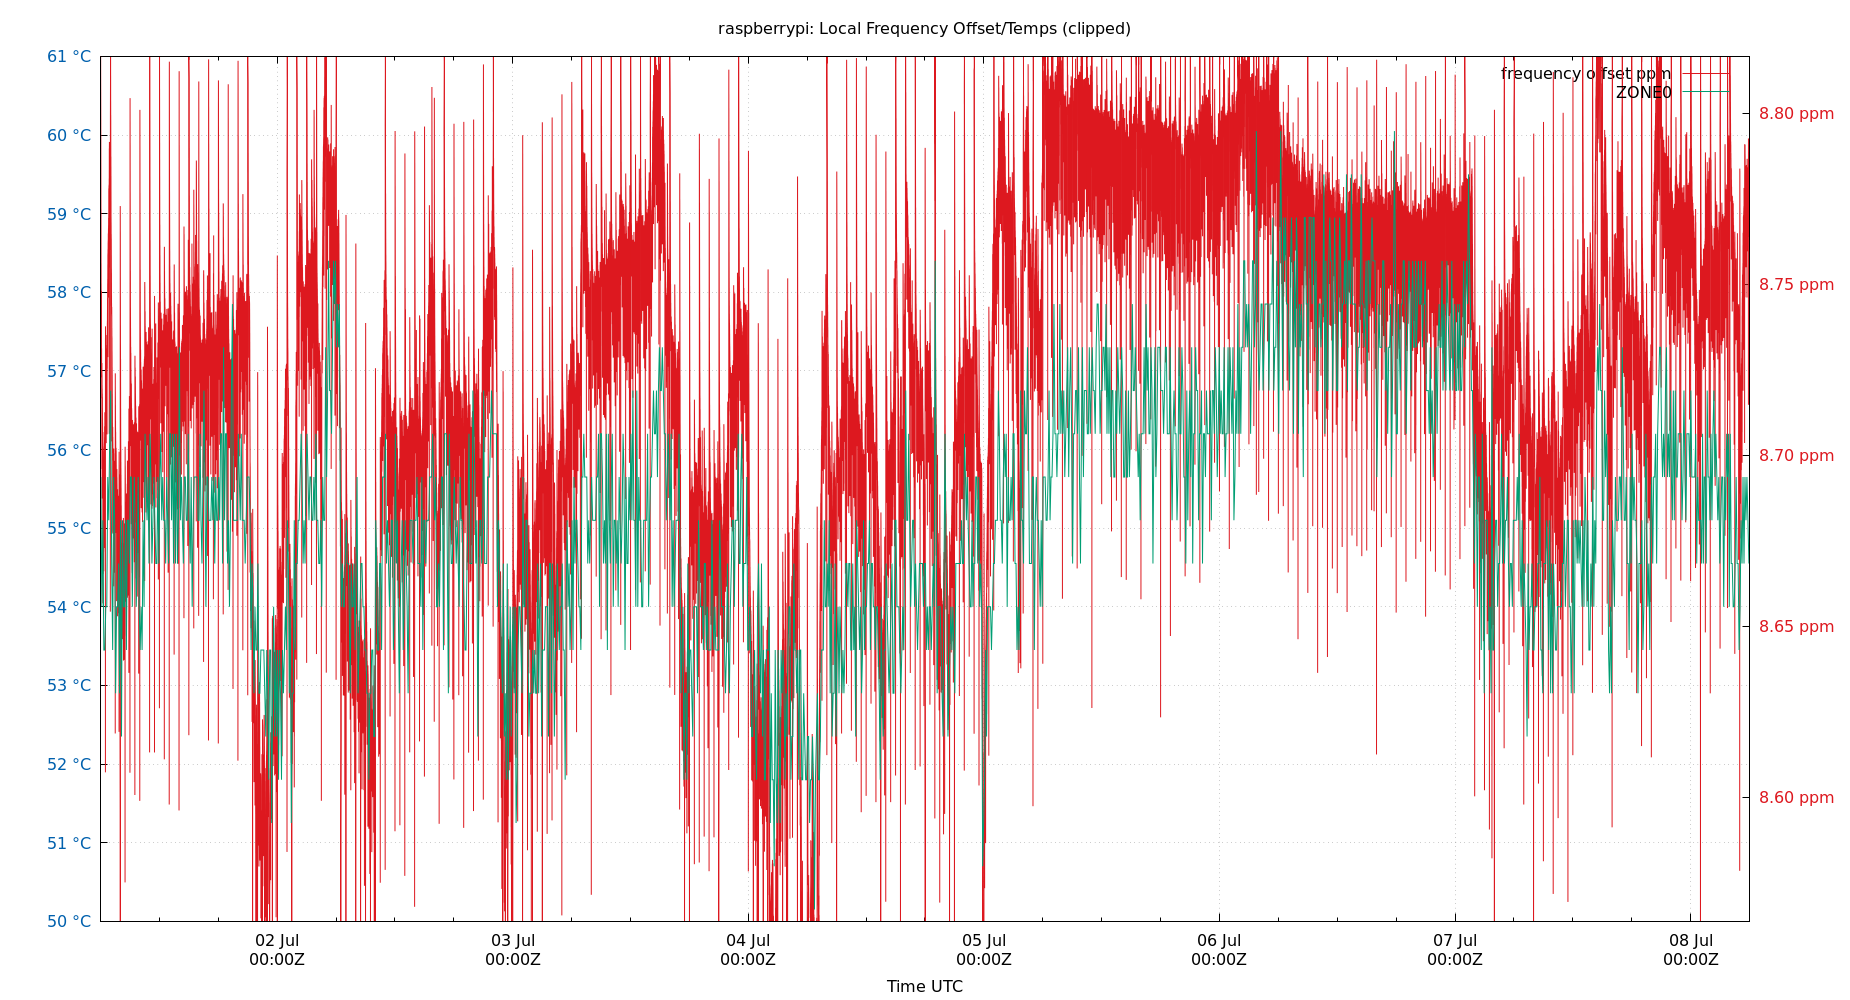 raspberrypi: Local Frequency Offset/Temps (clipped)
61 °C
60 °C
59 °C
58 °C
57 °C
56 °C
55 °C
54 °C
53 °C
52 °C
51 °C
50 °C
frequency offset ppm
ZONE0
8.80 ppm
8.75 ppm
8.70 ppm
8.65 ppm
8.60 ppm
02 Jul
00:00Z
03 Jul
00:00Z
04 Jul
00:00Z
05 Jul
00:00Z
06 Jul
00:00Z
07 Jul
00:00Z
08 Jul
00:00Z
Time UTC